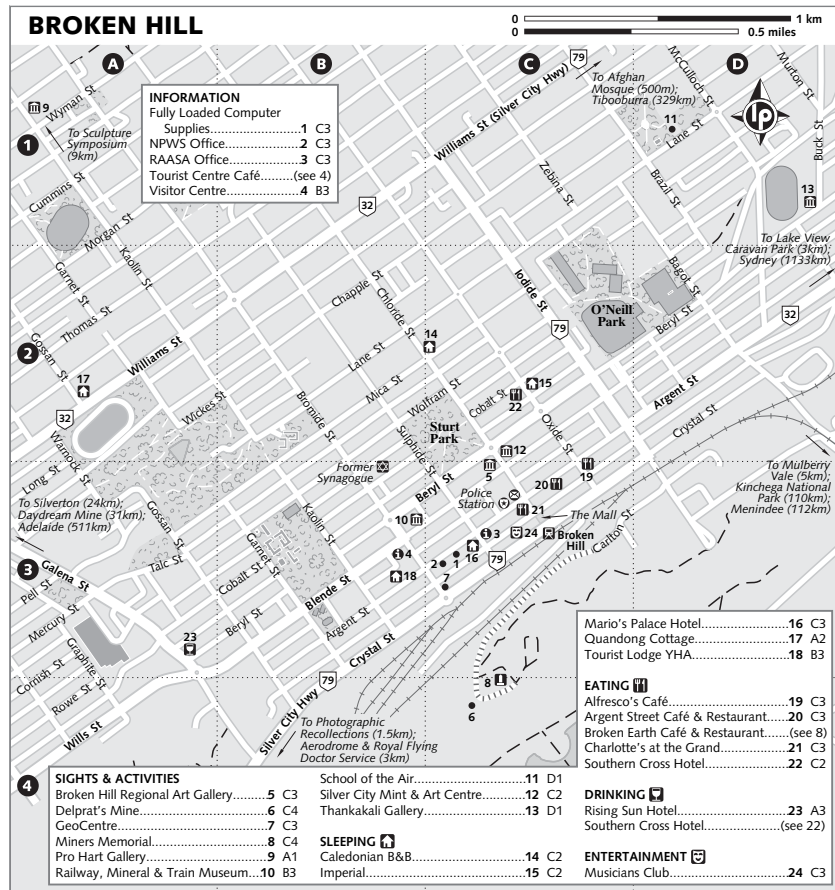 BROKEN HILL
0 1 km
0 0.5 miles
A
B
C
D
79
To Afghan
Mosque (500m);
Tibooburra (329km)
McCulloch St
Murton St
9
Wyman St
To Sculpture
Symposium
(9km)
INFORMATION
Fully Loaded Computer
Supplies.....................1 C3
NPWS Office.................2 C3
RAASA Office................3 C3
Tourist Centre Café.........(see 4)
Visitor Centre...............4 B3
Williams St (Silver City Hwy)
lp
11
Lane St
Buck St
1
Zebina St
Brazil St
13
32
Cummins St
Morgan St
Kaolin St
Garnet St
To Lake View
Caravan Park (3km);
Sydney (1133km)
Chapple St
Chloride St
Iodide St
Bagot St
O'Neill
Park
Beryl St
32
Thomas St
14
79
2
Gossan St
Williams St
Lane St
17
Mica St
15
22
Argent St
Wolfram St
Cobalt St
Crystal St
32
Wickes St
Bromide St
Sturt
Park
Oxide St
Warnock St
Sulphide St
12
Long St
Former
Synagogue
5
19
Beryl St
20
To Mulberry
Vale (5km);
Kinchega National
Park (110km);
Menindee (112km)
To Silverton (24km);
Daydream Mine (31km);
Adelaide (511km)
Gossan St
Police
Station
21
The Mall
Kaolin St
10
3
24
Broken
Hill
Carlton St
Garnet St
16
4
2
1
79
3
Galena St
Talc St
Cobalt St
18
7
Pell St
Blende St
Mercury St
Beryl St
Argent St
23
Crystal St
Graphite St
Cornish St
Rowe St
79
8
6
Wills St
Silver City Hwy
To Photographic
Recollections (1.5km);
Aerodrome & Royal Flying
Doctor Service (3km)
4
SIGHTS & ACTIVITIES
Broken Hill Regional Art Gallery........5 C3
Delprat's Mine..............................6 C4
GeoCentre...................................7 C3
Miners Memorial............................8 C4
Pro Hart Gallery.............................9 A1
Railway, Mineral & Train Museum...10 B3
School of the Air.............................11 D1
Silver City Mint & Art Centre............12 C2
Thankakali Gallery..........................13 D1
SLEEPING
Caledonian B&B.............................14 C2
Imperial........................................15 C2
Mario's Palace Hotel........................16 C3
Quandong Cottage..........................17 A2
Tourist Lodge YHA...........................18 B3
EATING
Alfresco's Café...............................19 C3
Argent Street Café & Restaurant.....20 C3
Broken Earth Café & Restaurant.......(see 8)
Charlotte's at the Grand..................21 C3
Southern Cross Hotel......................22 C2
DRINKING
Rising Sun Hotel.............................23 A3
Southern Cross Hotel....................(see 22)
ENTERTAINMENT
Musicians Club...............................24 C3